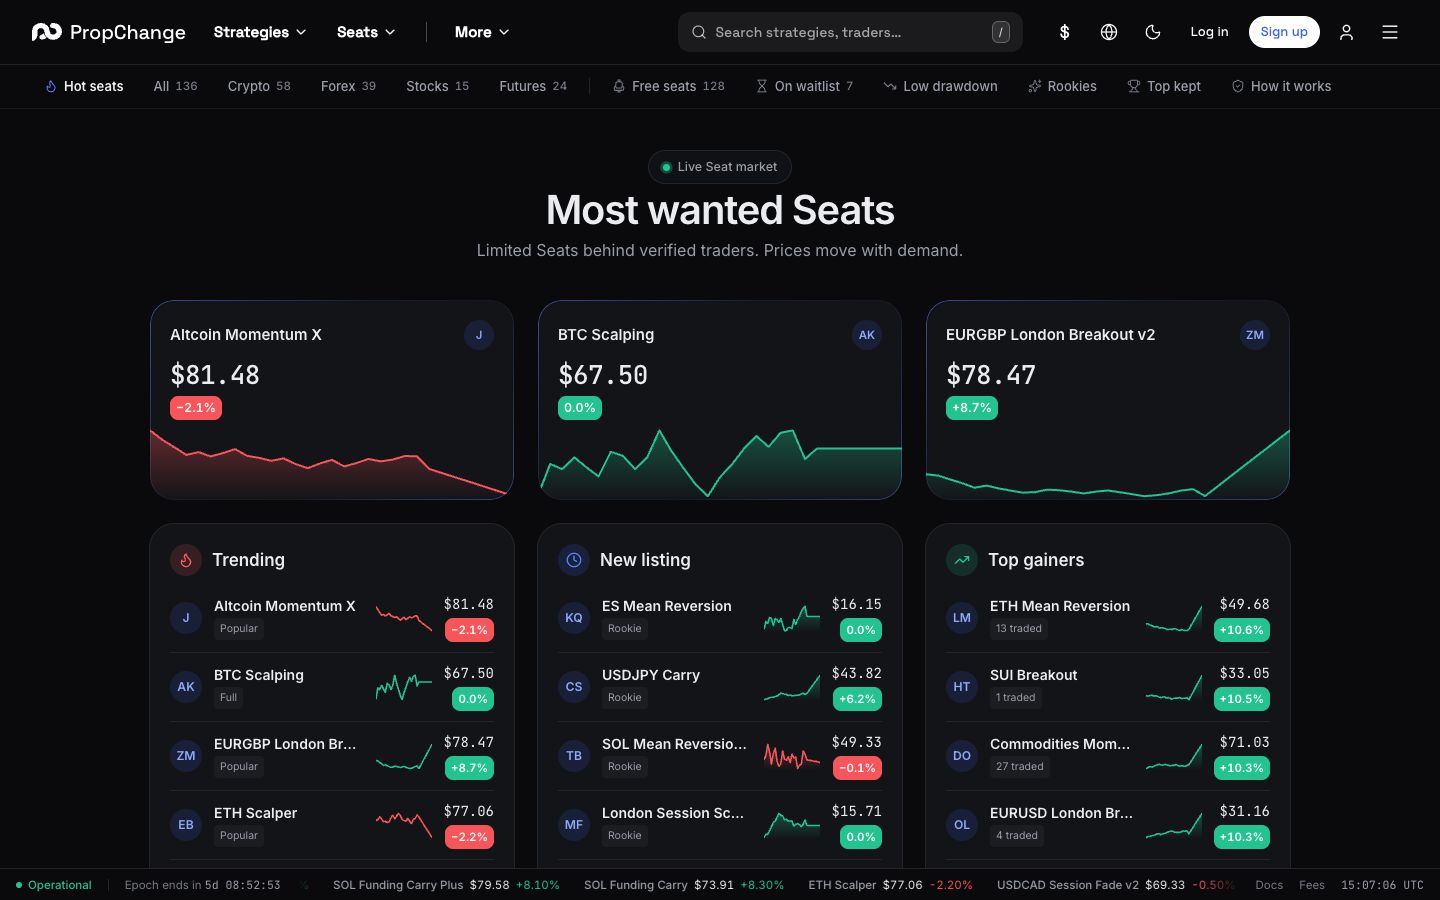 PropChange Strategies Seats More Search strategies, traders... / $ Log in Sign up
Hot seats All 136 Crypto 58 Forex 39 Stocks 15 Futures 24 Free seats 128 On waitlist 7 Low drawdown Rookies Top kept How it works
Live Seat market
Most wanted Seats
Limited Seats behind verified traders. Prices move with demand.
Altcoin Momentum X J
$81.48
−2.1%
BTC Scalping AK
$67.50
0.0%
EURGBP London Breakout v2 ZM
$78.47
+8.7%
Trending
J Altcoin Momentum X $81.48
Popular −2.1%
AK BTC Scalping $67.50
Full 0.0%
ZM EURGBP London Br... $78.47
Popular +8.7%
EB ETH Scalper $77.06
Popular −2.2%
New listing
KQ ES Mean Reversion $16.15
Rookie 0.0%
CS USDJPY Carry $43.82
Rookie +6.2%
TB SOL Mean Reversio... $49.33
Rookie −0.1%
MF London Session Sc... $15.71
Rookie 0.0%
Top gainers
LM ETH Mean Reversion $49.68
13 traded +10.6%
HT SUI Breakout $33.05
1 traded +10.5%
DO Commodities Mom... $71.03
27 traded +10.3%
OL EURUSD London Br... $31.16
4 traded +10.3%
Operational Epoch ends in 5d 08:52:53 % SOL Funding Carry Plus $79.58 +8.10% SOL Funding Carry $73.91 +8.30% ETH Scalper $77.06 -2.20% USDCAD Session Fade v2 $69.33 -0.50% Docs Fees 15:07:06 UTC